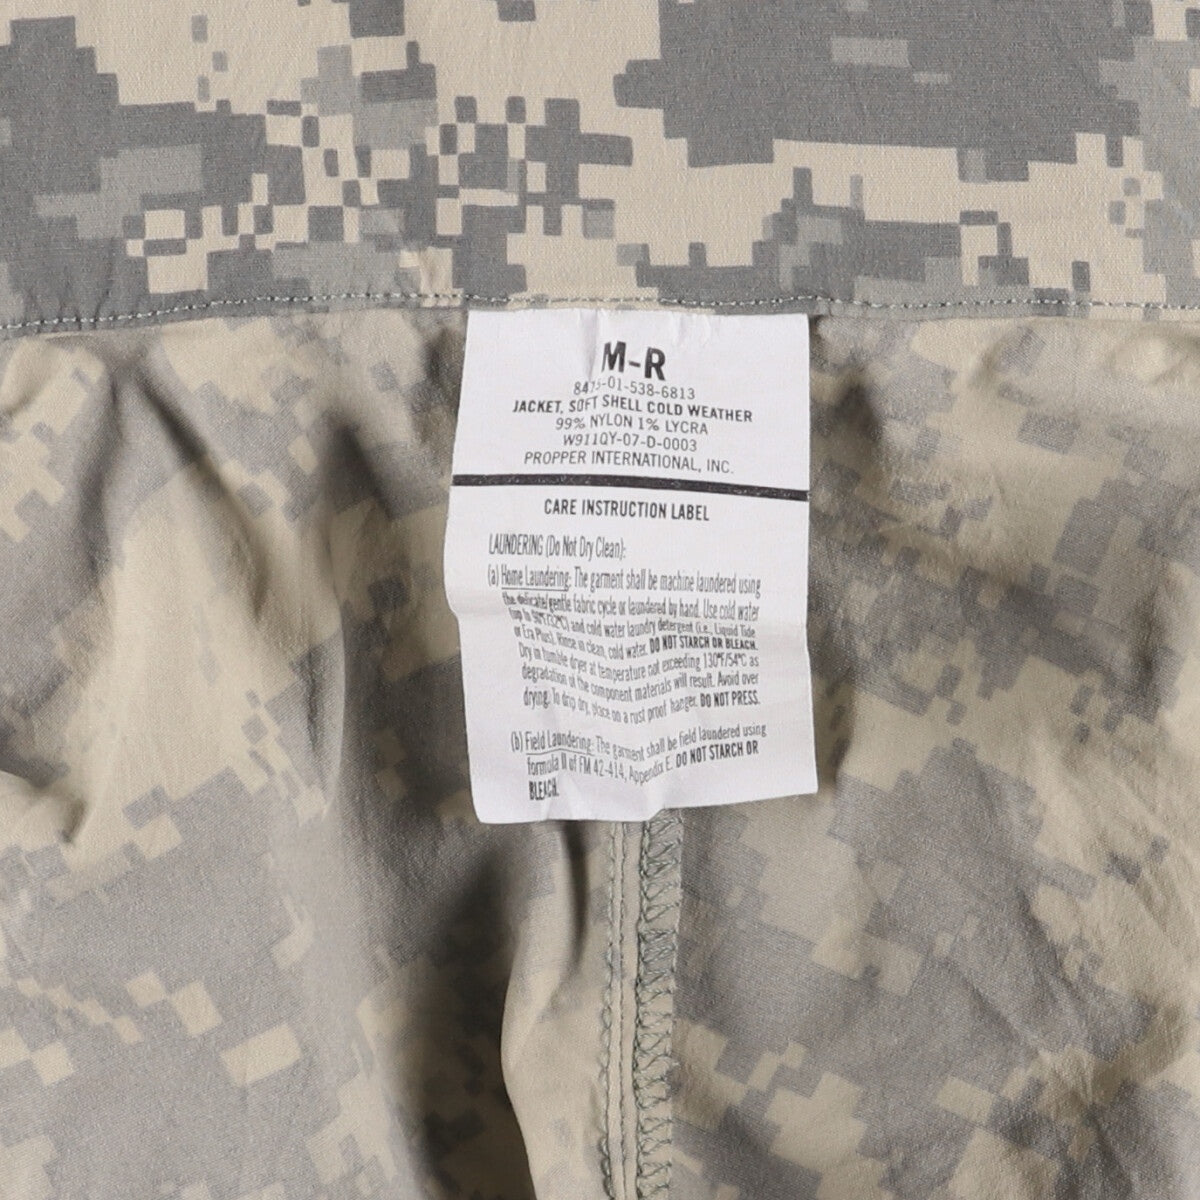 M-R
8415-01-538-6813
JACKET, SOFT SHELL COLD WEATHER
99% NYLON 1% LYCRA
W911QY-07-D-0003
PROPPER INTERNATIONAL, INC.
CARE INSTRUCTION LABEL
LAUNDERING (Do Not Dry Clean):
(a) Home Laundering: The garment shall be machine laundered using
the delicate/gentle fabric cycle or laundered by hand. Use cold water
(up to 90°F/32°C) and cold water laundry detergent (i.e., Liquid Tide
or Era Plus). Rinse in clean, cold water. DO NOT STARCH OR BLEACH.
Dry in tumble dryer at temperature not exceeding 130°F/54°C as
degradation of the component materials will result. Avoid over
drying. To drip dry, place on a rust proof hanger. DO NOT PRESS.
(b) Field Laundering: The garment shall be field laundered using
formula II of FM 42-414, Appendix E. DO NOT STARCH OR
BLEACH.